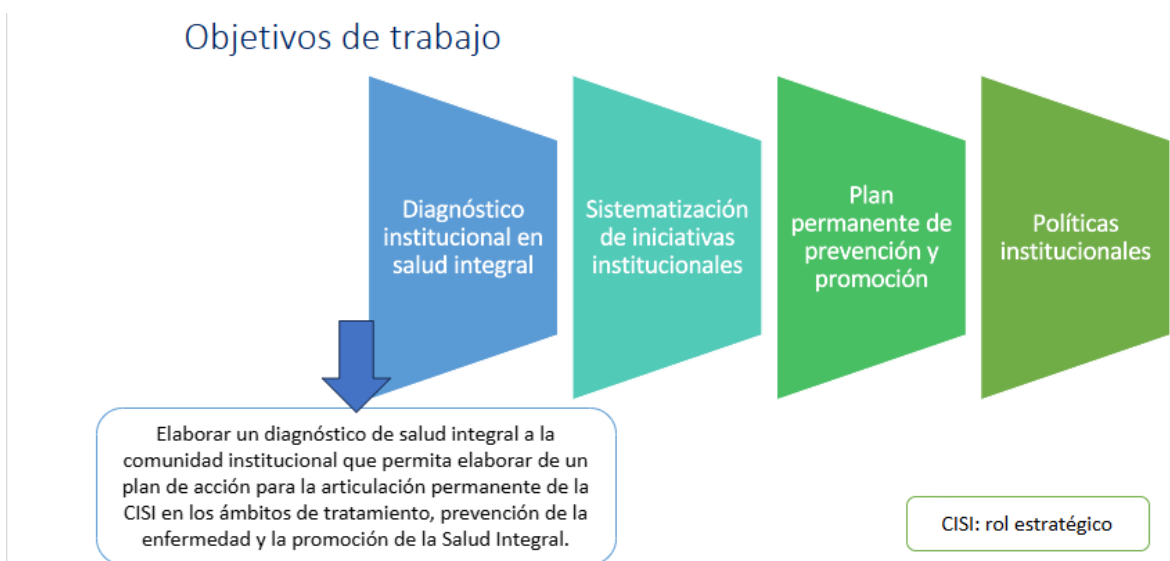 Objetivos de trabajo
Diagnóstico
institucional en
salud integral
Sistematización
de iniciativas
institucionales
Plan
permanente de
prevención y
promoción
Políticas
institucionales
Elaborar un diagnóstico de salud integral a la
comunidad institucional que permita elaborar de un
plan de acción para la articulación permanente de la
CISI en los ámbitos de tratamiento, prevención de la
enfermedad y la promoción de la Salud Integral.
CISI: rol estratégico